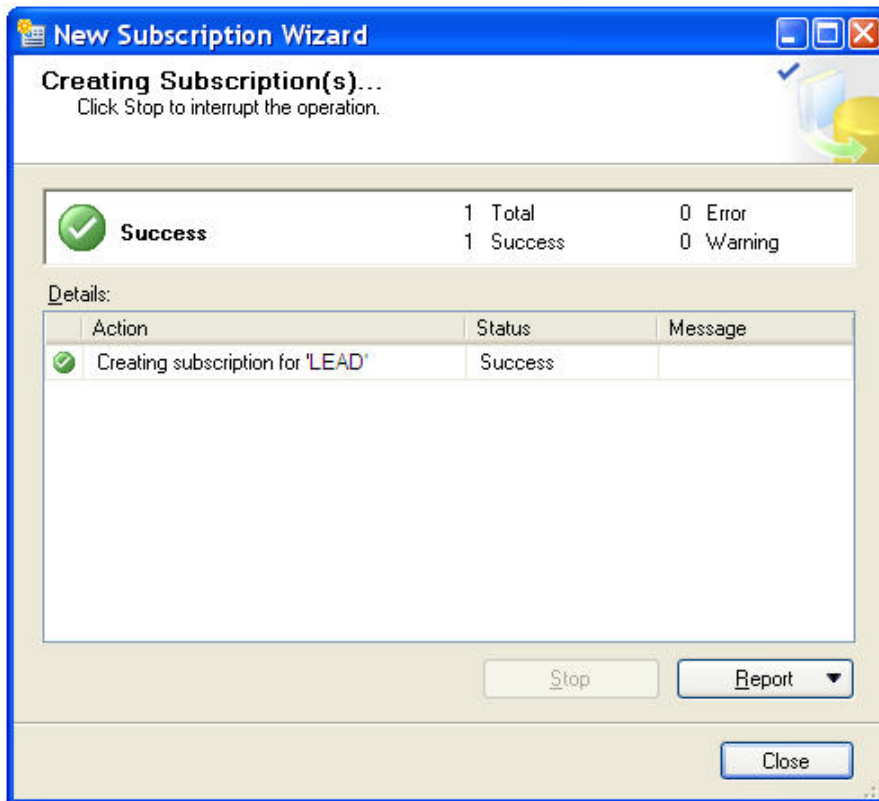 New Subscription Wizard
Creating Subscription(s)...
Click Stop to interrupt the operation.
Success 1 Total 0 Error
1 Success 0 Warning
Details:
Action Status Message
Creating subscription for 'LEAD' Success
Stop Report
Close